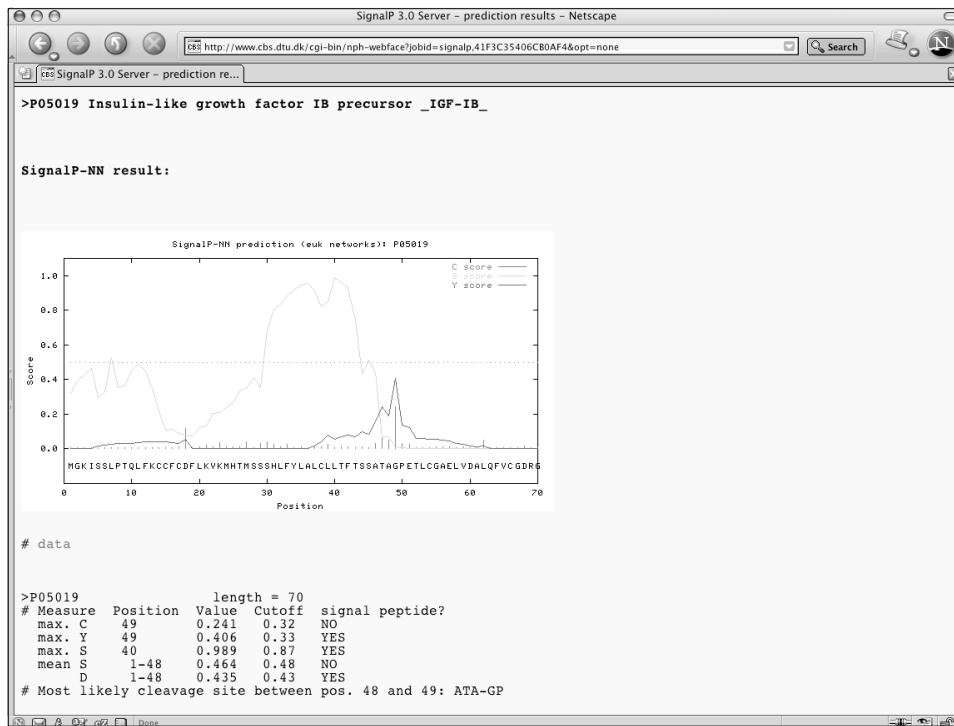 SignalP 3.0 Server – prediction results – Netscape
http://www.cbs.dtu.dk/cgi-bin/nph-webface?jobid=signalp,41F3C35406CB0AF4&opt=none
Search
N
CBS SignalP 3.0 Server – prediction re...
>P05019 Insulin-like growth factor IB precursor _IGF-IB_
SignalP-NN result:
SignalP-NN prediction (euk networks): P05019
C score
S score
Y score
1.0
0.8
0.6
0.4
0.2
0.0
Score
MGKISSLPTQLFKCCFCDFLKVKMHTMSSSHLFYLALCLLTFTSSATAGPETLCGAELVDALQFVCGDRG
0 10 20 30 40 50 60 70
Position
# data
>P05019 length = 70
# Measure Position Value Cutoff signal peptide?
max. C 49 0.241 0.32 NO
max. Y 49 0.406 0.33 YES
max. S 40 0.989 0.87 YES
mean S 1-48 0.464 0.48 NO
D 1-48 0.435 0.43 YES
# Most likely cleavage site between pos. 48 and 49: ATA-GP
Done